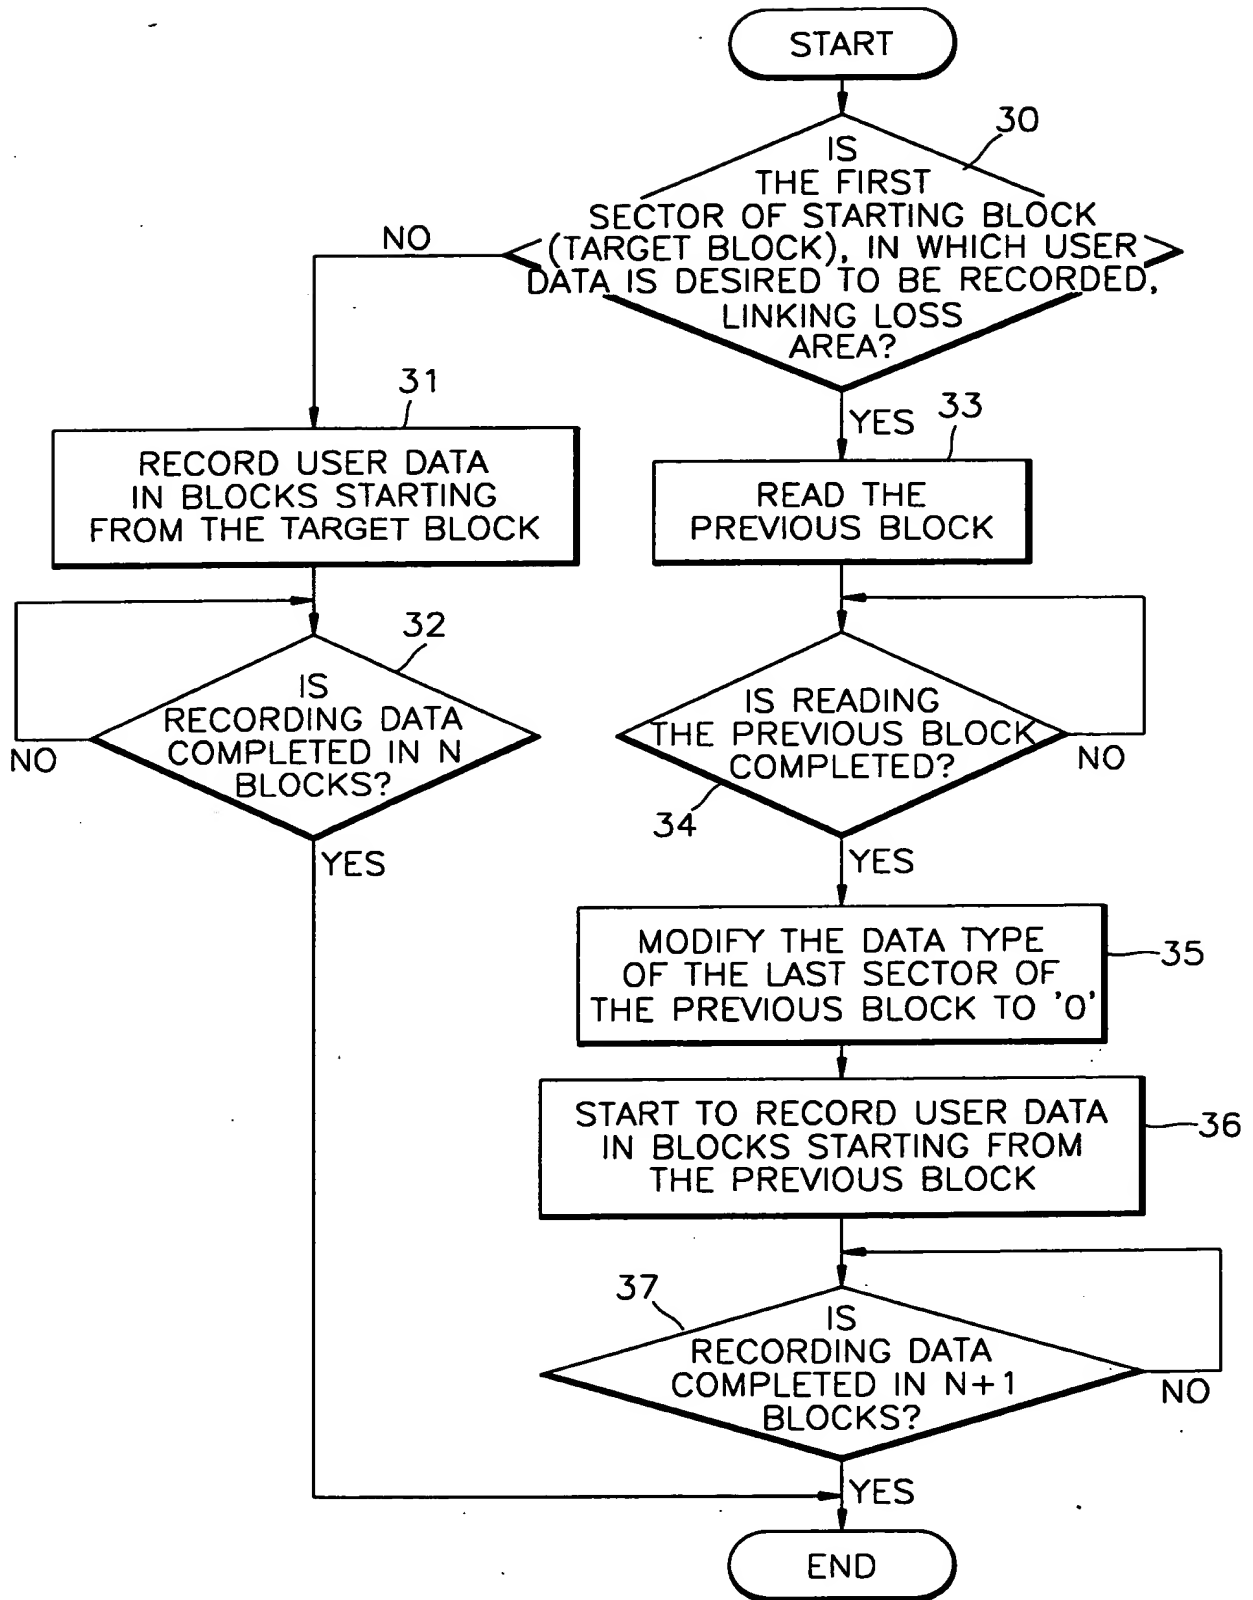 START
30
IS
THE FIRST
SECTOR OF STARTING BLOCK
(TARGET BLOCK), IN WHICH USER
DATA IS DESIRED TO BE RECORDED,
LINKING LOSS
AREA?
NO
YES
31
RECORD USER DATA
IN BLOCKS STARTING
FROM THE TARGET BLOCK
33
READ THE
PREVIOUS BLOCK
32
IS
RECORDING DATA
COMPLETED IN N
BLOCKS?
NO
YES
IS READING
THE PREVIOUS BLOCK
COMPLETED?
NO
34
YES
MODIFY THE DATA TYPE
OF THE LAST SECTOR OF
THE PREVIOUS BLOCK TO '0'
35
START TO RECORD USER DATA
IN BLOCKS STARTING FROM
THE PREVIOUS BLOCK
36
37
IS
RECORDING DATA
COMPLETED IN N+1
BLOCKS?
NO
YES
END